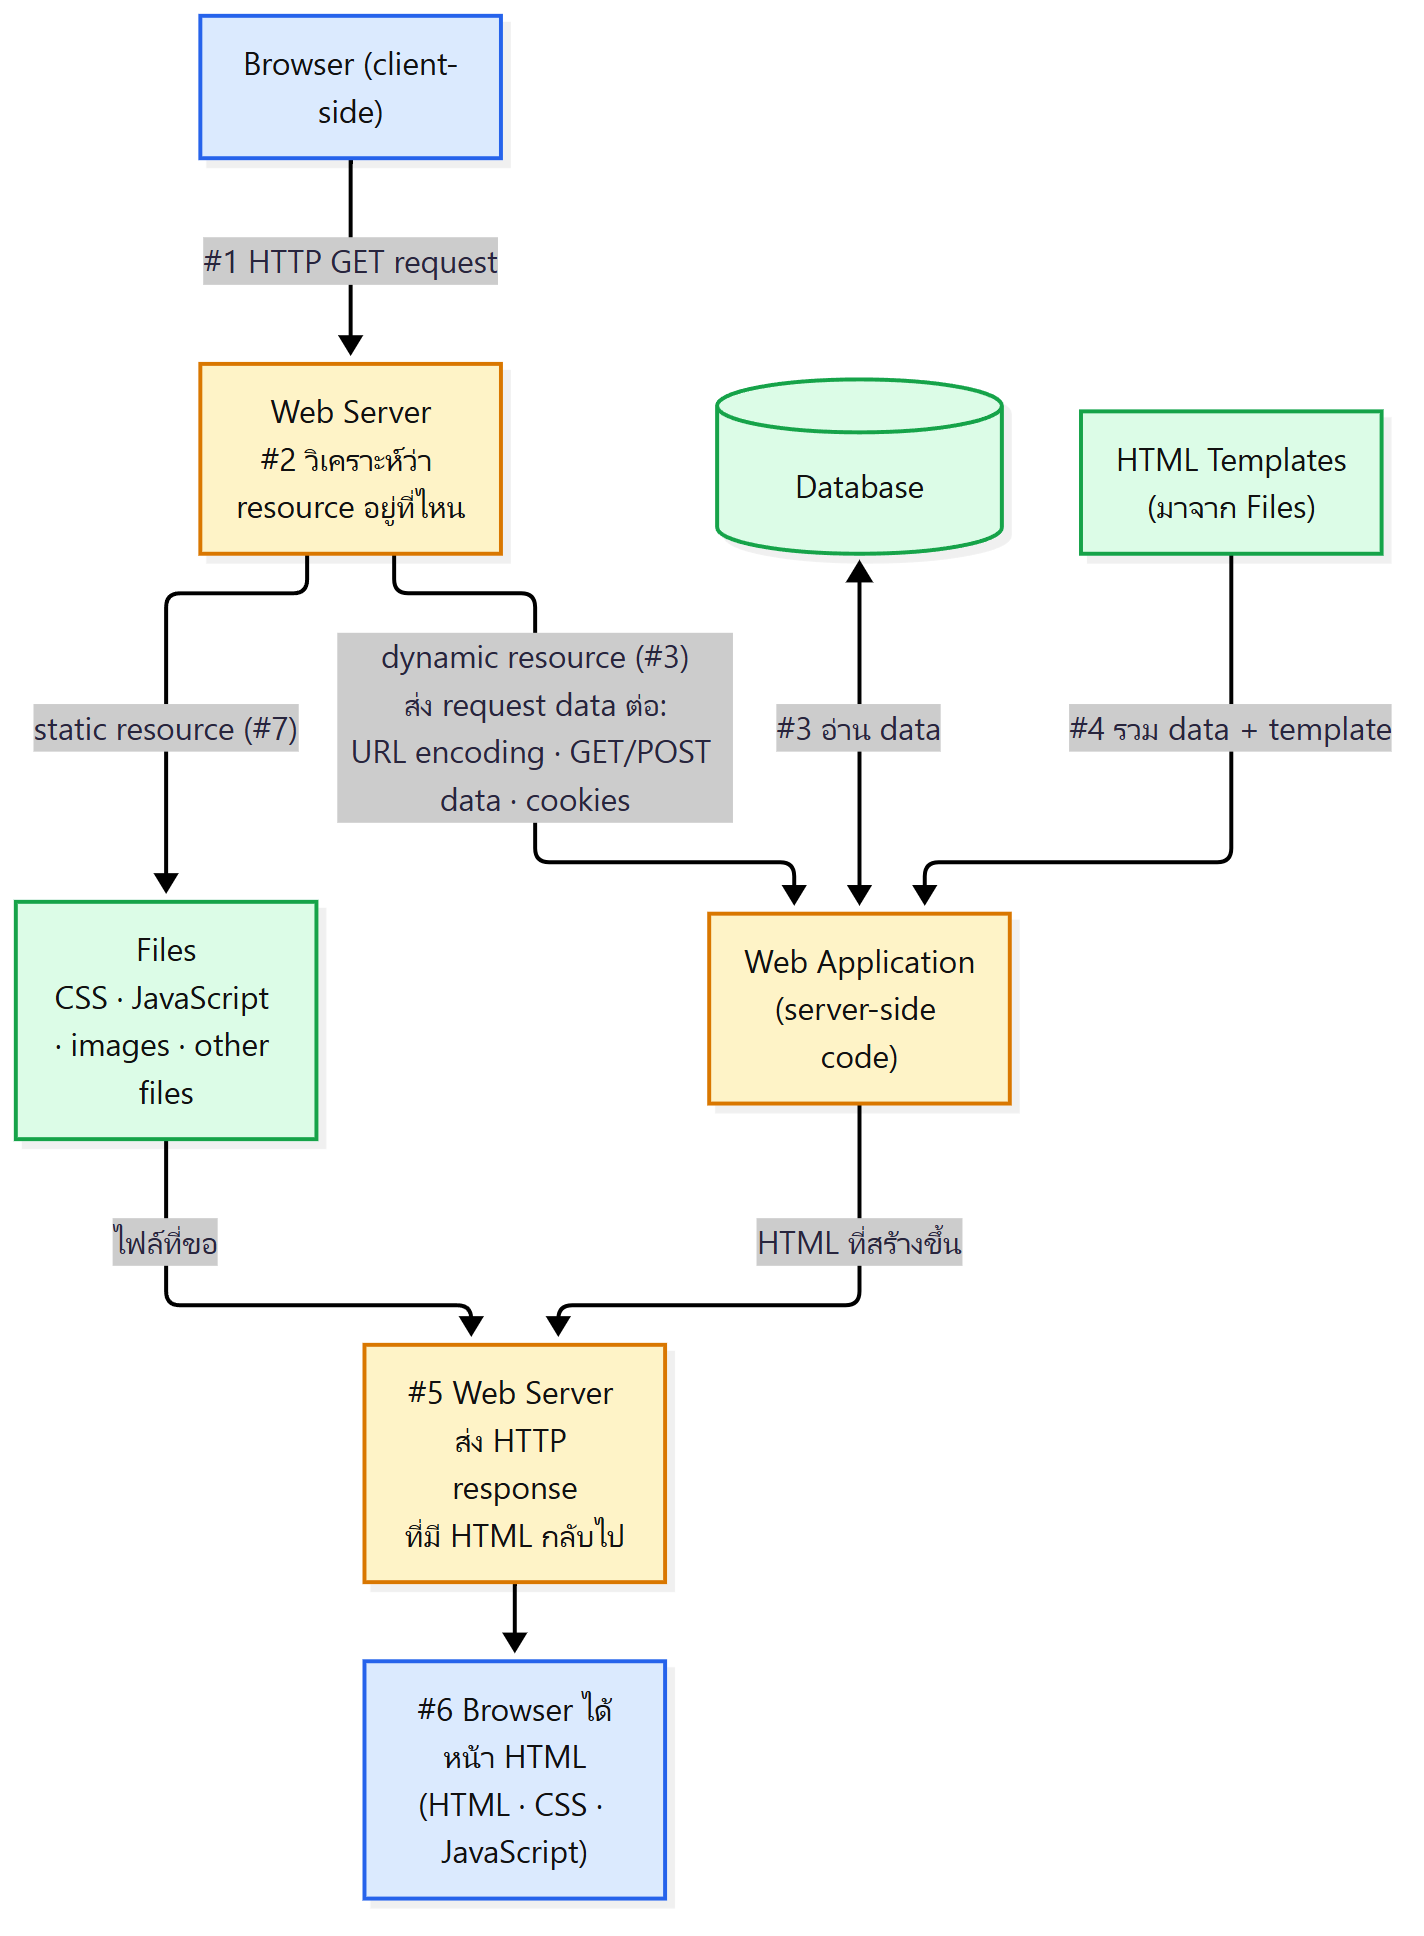 Browser (client-
side)
#1 HTTP GET request
Web Server
#2 วิเคราะห์ว่า
resource อยู่ที่ไหน
Database
HTML Templates
(มาจาก Files)
static resource (#7)
dynamic resource (#3)
ส่ง request data ต่อ:
URL encoding · GET/POST
data · cookies
#3 อ่าน data
#4 รวม data + template
Files
CSS · JavaScript
· images · other
files
Web Application
(server-side
code)
ไฟล์ที่ขอ
HTML ที่สร้างขึ้น
#5 Web Server
ส่ง HTTP
response
ที่มี HTML กลับไป
#6 Browser ได้
หน้า HTML
(HTML · CSS ·
JavaScript)